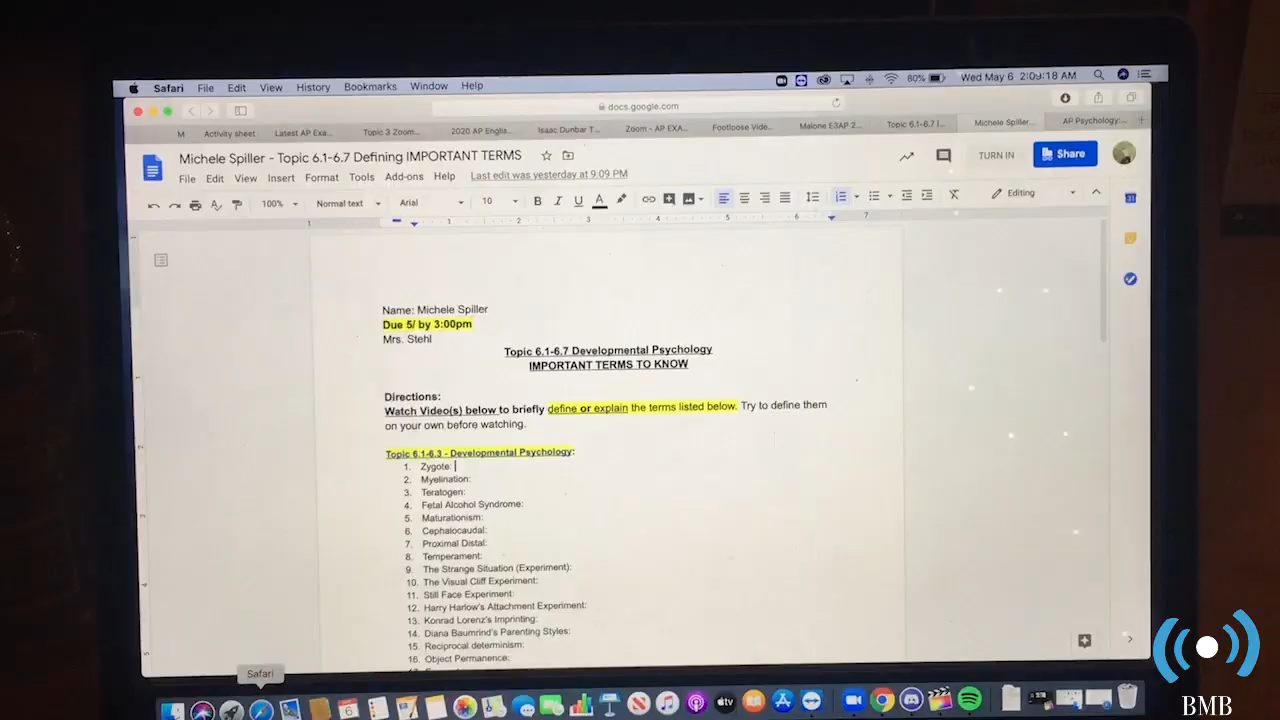 Safari File Edit View History Bookmarks Window Help 80% Wed May 6 2:09:18 AM
docs.google.com
M Activity sheet Latest AP Exa... Topic 3 Zoom... 2020 AP Englis... Isaac Dunbar T... Zoom - AP EXA... Footloose Vide... Malone E3AP 2... Topic 6.1-6.7 I... Michele Spiller... AP Psychology:...
Michele Spiller - Topic 6.1-6.7 Defining IMPORTANT TERMS
TURN IN Share
File Edit View Insert Format Tools Add-ons Help Last edit was yesterday at 9:09 PM
100% Normal text Arial 10 B I U A Editing
1 1 2 3 4 5 6 7
Name: Michele Spiller
Due 5/ by 3:00pm
Mrs. Stehl
Topic 6.1-6.7 Developmental Psychology
IMPORTANT TERMS TO KNOW
Directions:
Watch Video(s) below to briefly define or explain the terms listed below. Try to define them
on your own before watching.
Topic 6.1-6.3 - Developmental Psychology:
1. Zygote:
2. Myelination:
3. Teratogen:
4. Fetal Alcohol Syndrome:
5. Maturationism:
6. Cephalocaudal:
7. Proximal Distal:
8. Temperament:
9. The Strange Situation (Experiment):
10. The Visual Cliff Experiment:
11. Still Face Experiment:
12. Harry Harlow's Attachment Experiment:
13. Konrad Lorenz's Imprinting:
14. Diana Baumrind's Parenting Styles:
15. Reciprocal determinism:
16. Object Permanence:
Safari
tv
BMB